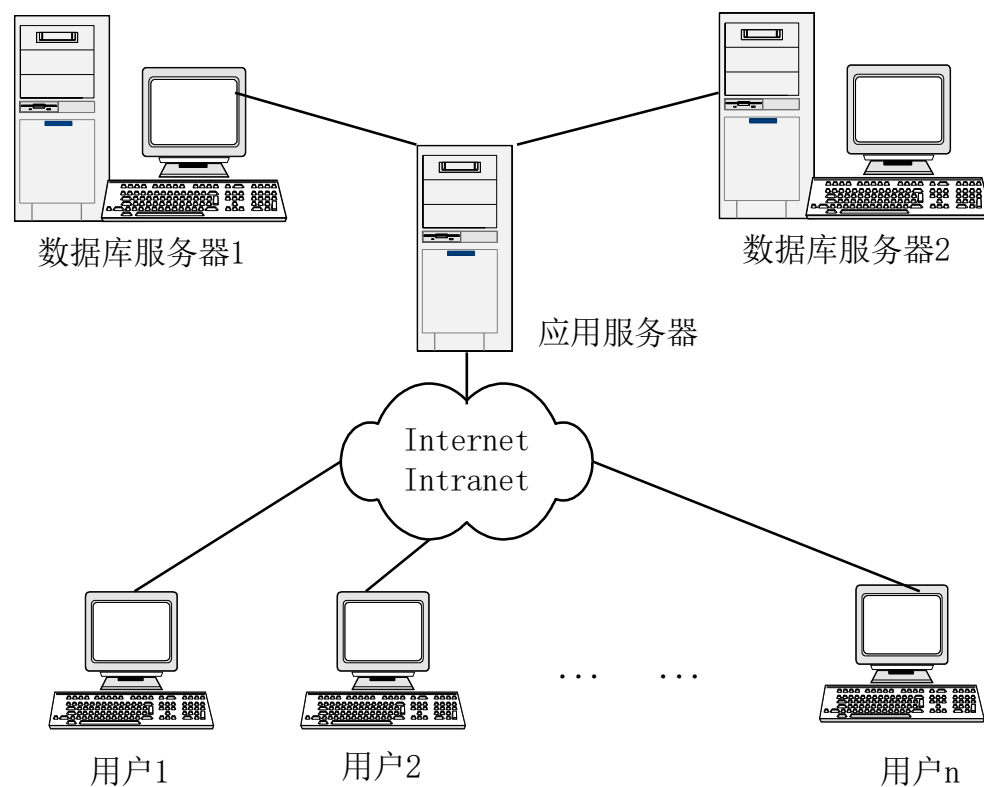 数据库服务器1
数据库服务器2
应用服务器
Internet
Intranet
... ...
用户1
用户2
用户n